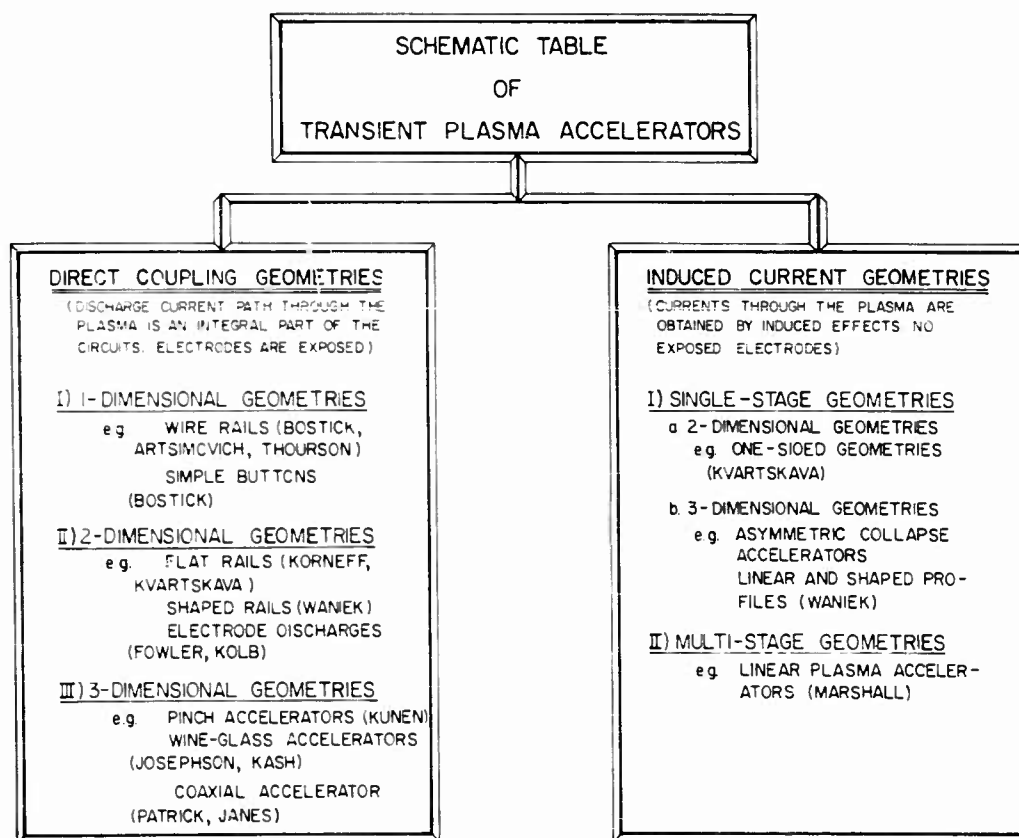 SCHEMATIC TABLE
OF
TRANSIENT PLASMA ACCELERATORS
DIRECT COUPLING GEOMETRIES
(DISCHARGE CURRENT PATH THROUGH THE
PLASMA IS AN INTEGRAL PART OF THE
CIRCUITS. ELECTRODES ARE EXPOSED)
I) 1-DIMENSIONAL GEOMETRIES
e.g. WIRE RAILS (BOSTICK,
ARTSIMOVICH, THOURSON)
SIMPLE BUTTONS
(BOSTICK)
II) 2-DIMENSIONAL GEOMETRIES
e.g. FLAT RAILS (KORNEFF,
KVARTSKAVA)
SHAPED RAILS (WANIEK)
ELECTRODE DISCHARGES
(FOWLER, KOLB)
III) 3-DIMENSIONAL GEOMETRIES
e.g. PINCH ACCELERATORS (KUNEN)
WINE-GLASS ACCELERATORS
(JOSEPHSON, KASH)
COAXIAL ACCELERATOR
(PATRICK, JANES)
INDUCED CURRENT GEOMETRIES
(CURRENTS THROUGH THE PLASMA ARE
OBTAINED BY INDUCED EFFECTS NO
EXPOSED ELECTRODES)
I) SINGLE-STAGE GEOMETRIES
a. 2-DIMENSIONAL GEOMETRIES
e.g. ONE-SIDED GEOMETRIES
(KVARTSKAVA)
b. 3-DIMENSIONAL GEOMETRIES
e.g. ASYMMETRIC COLLAPSE
ACCELERATORS
LINEAR AND SHAPED PRO-
FILES (WANIEK)
II) MULTI-STAGE GEOMETRIES
e.g. LINEAR PLASMA ACCELER-
ATORS (MARSHALL)